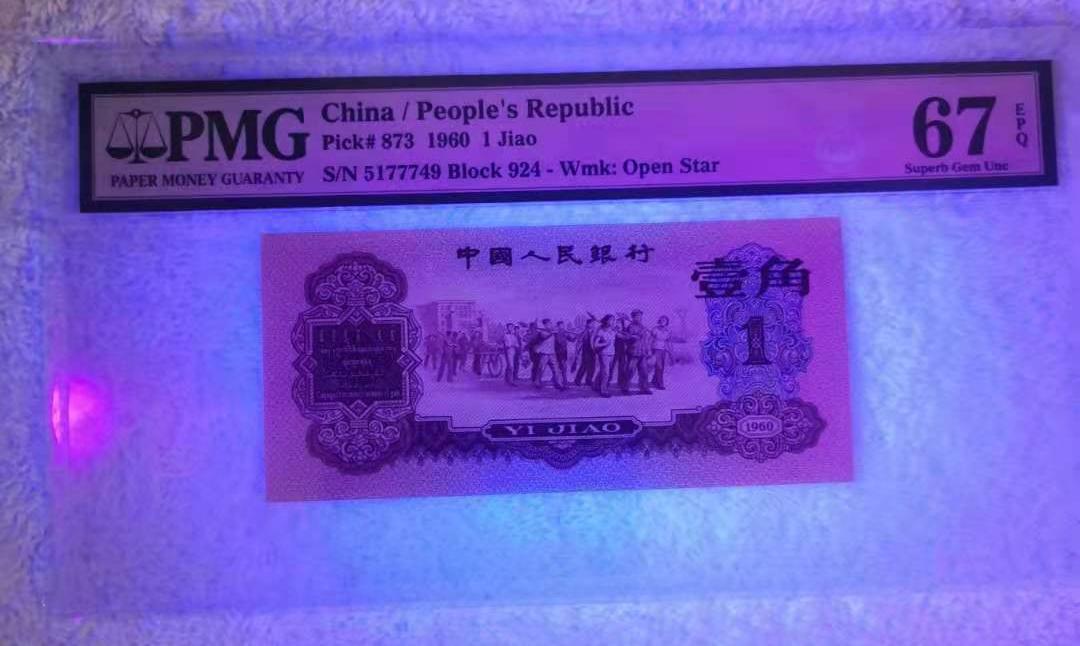 PMG
PAPER MONEY GUARANTY
China / People's Republic
Pick# 873 1960 1 Jiao
S/N 5177749 Block 924 - Wmk: Open Star
67
EPQ
Superb Gem Unc
中國人民銀行
壹角
1
YI JIAO
1960